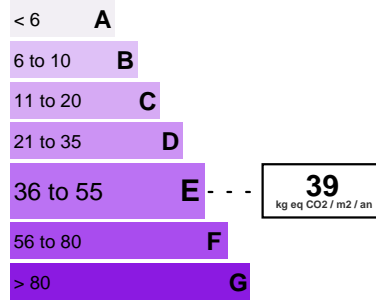 < 6 A
6 to 10 B
11 to 20 C
21 to 35 D
36 to 55 E - - -
39
kg eq CO2 / m2 / an
56 to 80 F
> 80 G